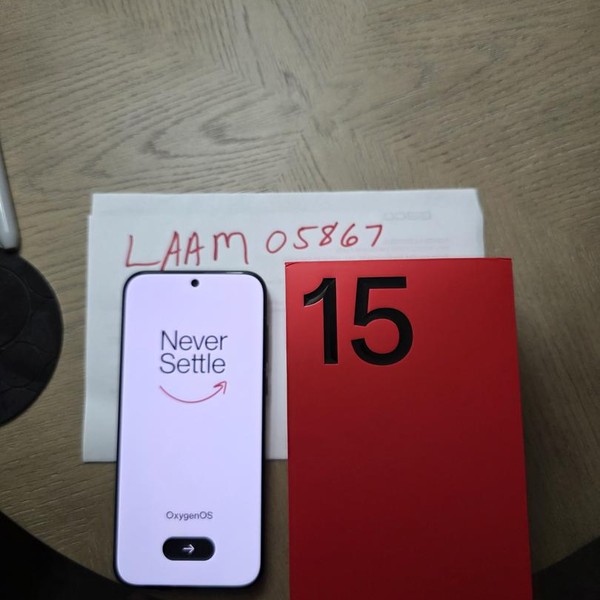 LAAM 05867
15
Never
Settle
OxygenOS